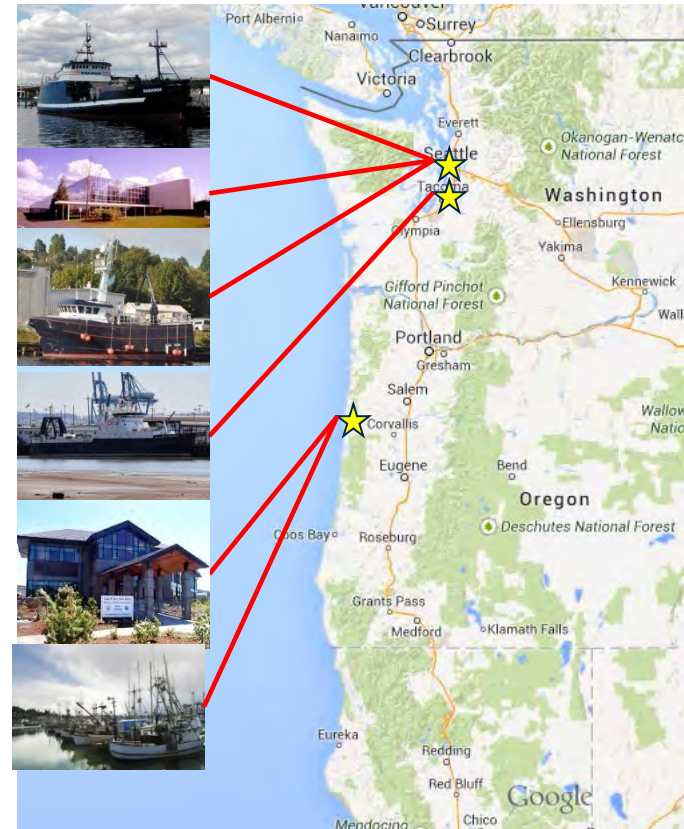 Vancouver
Port Alberni
Surrey
Nanaimo
Clearbrook
Victoria
Everett
Okanogan-Wenatc
National Forest
Seattle
Tacoma
Washington
Olympia
Ellensburg
Yakima
Gifford Pinchot
National Forest
Kennewick
Wall
Portland
Gresham
Salem
Wallow
Natio
Corvallis
Eugene
Bend
Oregon
Coos Bay
Roseburg
Deschutes National Forest
Grants Pass
Medford
Klamath Falls
Eureka
Redding
Red Bluff
Google
Chico
Mendocino